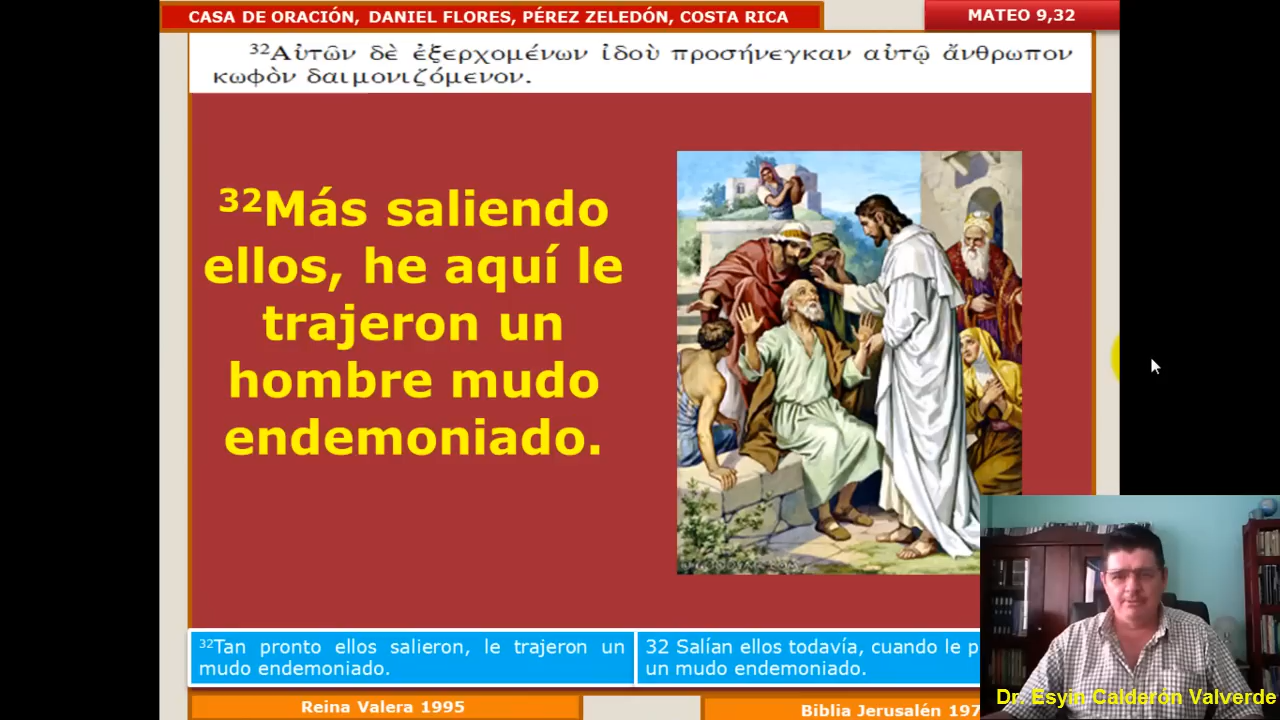 CASA DE ORACIÓN, DANIEL FLORES, PÉREZ ZELEDÓN, COSTA RICA
MATEO 9,32
³²Αὐτῶν δὲ ἐξερχομένων ἰδοὺ προσήνεγκαν αὐτῷ ἄνθρωπον
κωφὸν δαιμονιζόμενον.
³²Más saliendo
ellos, he aquí le
trajeron un
hombre mudo
endemoniado.
³²Tan pronto ellos salieron, le trajeron un
mudo endemoniado.
32 Salían ellos todavía, cuando le p
un mudo endemoniado.
Reina Valera 1995
Biblia Jerusalén 197
Dr. Esyin Calderón Valverde